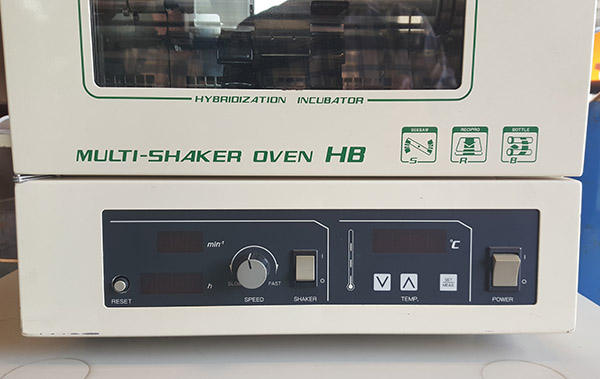 HYBRIDIZATION INCUBATOR
MULTI-SHAKER OVEN HB
SEESAW
S
RECIPRO
R
BOTTLE
B
min-1
h
RESET
SLOW
FAST
SPEED
I
O
SHAKER
°C
TEMP.
SET
MEAS
I
O
POWER